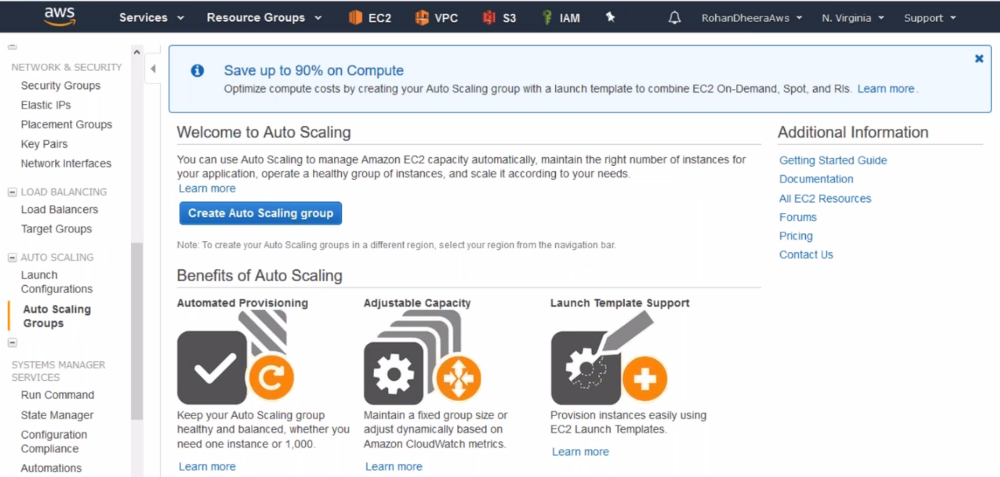 aws
Services
Resource Groups
EC2
VPC
S3
IAM
RohanDheeraAws
N. Virginia
Support
NETWORK & SECURITY
Security Groups
Elastic IPs
Placement Groups
Key Pairs
Network Interfaces
LOAD BALANCING
Load Balancers
Target Groups
AUTO SCALING
Launch
Configurations
Auto Scaling
Groups
SYSTEMS MANAGER
SERVICES
Run Command
State Manager
Configuration
Compliance
Automations
Save up to 90% on Compute
Optimize compute costs by creating your Auto Scaling group with a launch template to combine EC2 On-Demand, Spot, and RIs. Learn more.
Welcome to Auto Scaling
You can use Auto Scaling to manage Amazon EC2 capacity automatically, maintain the right number of instances for
your application, operate a healthy group of instances, and scale it according to your needs.
Learn more
Create Auto Scaling group
Note: To create your Auto Scaling groups in a different region, select your region from the navigation bar.
Benefits of Auto Scaling
Automated Provisioning
Keep your Auto Scaling group
healthy and balanced, whether you
need one instance or 1,000.
Learn more
Adjustable Capacity
Maintain a fixed group size or
adjust dynamically based on
Amazon CloudWatch metrics.
Learn more
Launch Template Support
Provision instances easily using
EC2 Launch Templates.
Learn more
Additional Information
Getting Started Guide
Documentation
All EC2 Resources
Forums
Pricing
Contact Us